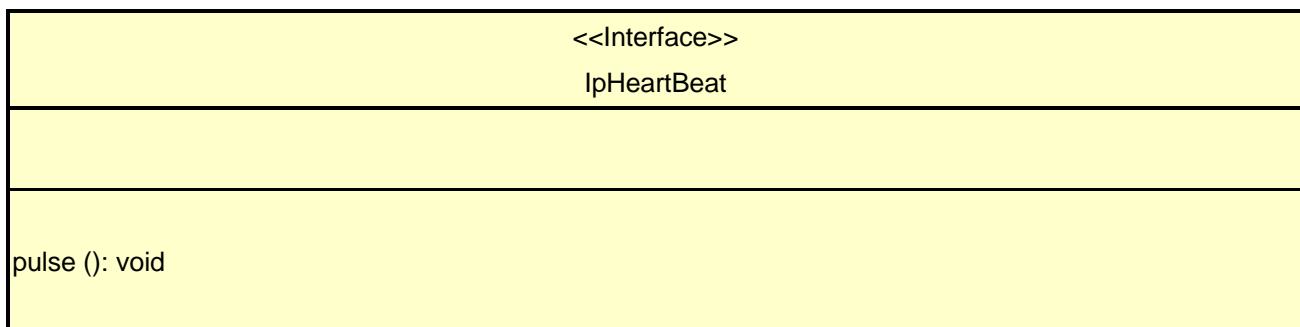 <<Interface>>
IpHeartBeat
pulse (): void